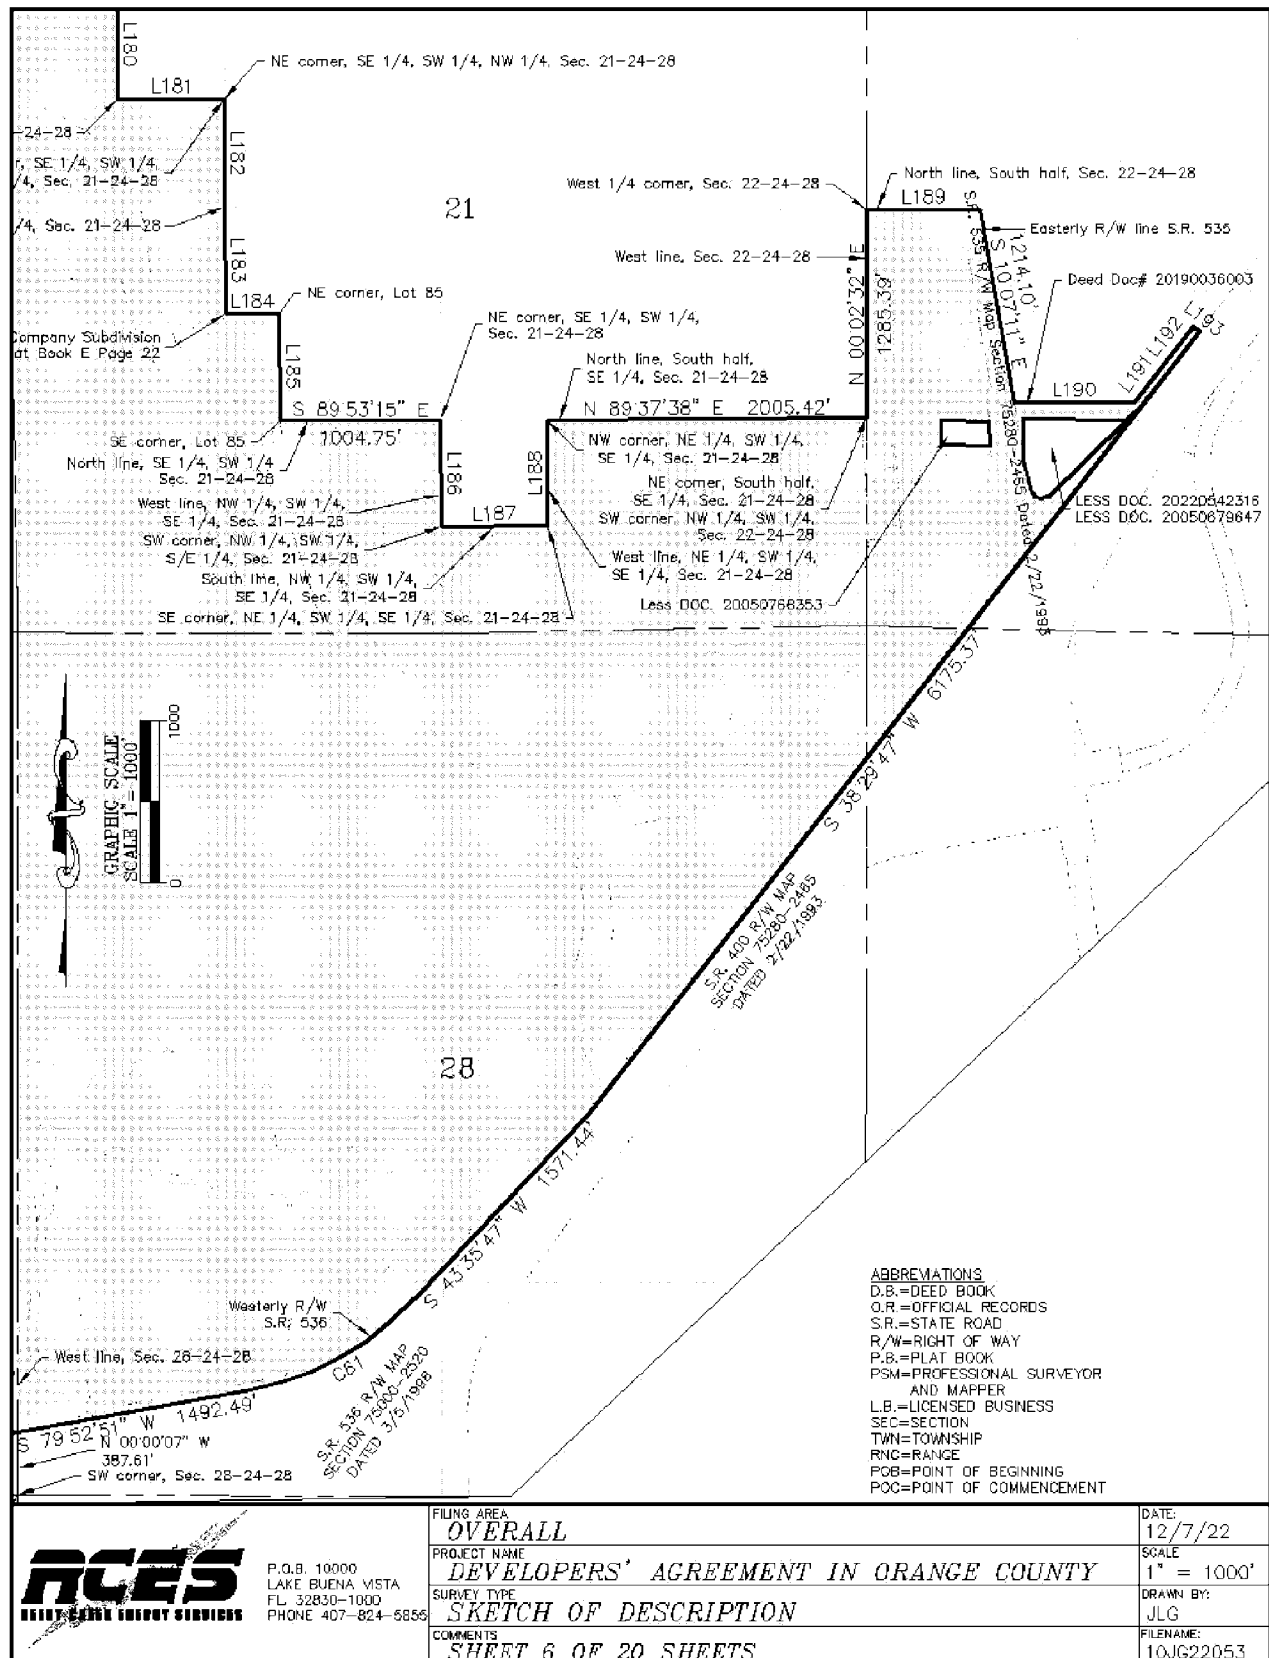 L180
L181
NE corner, SE 1/4, SW 1/4, NW 1/4, Sec. 21-24-28
-24-28
r, SE 1/4, SW 1/4,
/4, Sec. 21-24-28
L182
/4, Sec. 21-24-28
L183
L184
NE corner, Lot 85
Company Subdivision
at Book E Page 22
L185
21
West 1/4 corner, Sec. 22-24-28
West line, Sec. 22-24-28
N 00°02'32" E
1285.39'
North line, South half, Sec. 22-24-28
L189
Easterly R/W line S.R. 535
1214.10'
S 10°07'11" E
S.R. 535 R/W Map Section 75280-2465 Dated 2/22/1993
Deed Doc# 20190036003
L190
L191
L192
L193
NE corner, SE 1/4, SW 1/4,
Sec. 21-24-28
North line, South half,
SE 1/4, Sec. 21-24-28
S 89°53'15" E
1004.75'
N 89°37'38" E 2005.42'
SE corner, Lot 85
North line, SE 1/4, SW 1/4
Sec. 21-24-28
L186
L187
L188
West line, NW 1/4, SW 1/4,
SE 1/4, Sec. 21-24-28
SW corner, NW 1/4, SW 1/4,
S/E 1/4, Sec. 21-24-28
South line, NW 1/4, SW 1/4,
SE 1/4, Sec. 21-24-28
SE corner, NE 1/4, SW 1/4, SE 1/4, Sec. 21-24-28
NW corner, NE 1/4, SW 1/4,
SE 1/4, Sec. 21-24-28
NE corner, South half,
SE 1/4, Sec. 21-24-28
SW corner, NW 1/4, SW 1/4,
Sec. 22-24-28
West line, NE 1/4, SW 1/4,
SE 1/4, Sec. 21-24-28
Less DOC. 20050766353
LESS DOC. 20220542316
LESS DOC. 20050679647
GRAPHIC SCALE
SCALE 1" = 1000'
0
1000
S 38°29'47" W 6175.37'
S.R. 400 R/W MAP
SECTION 75280-2465
DATED 2/22/1993
28
S 43°35'47" W 1571.44'
Westerly R/W
S.R. 536
C61
S.R. 536 R/W MAP
SECTION 75000-2520
DATED 3/5/1998
West line, Sec. 28-24-28
S 79°52'51" W 1492.49'
N 00°00'07" W
387.61'
SW corner, Sec. 28-24-28
ABBREVIATIONS
D.B.=DEED BOOK
O.R.=OFFICIAL RECORDS
S.R.=STATE ROAD
R/W=RIGHT OF WAY
P.B.=PLAT BOOK
PSM=PROFESSIONAL SURVEYOR
AND MAPPER
L.B.=LICENSED BUSINESS
SEC=SECTION
TWN=TOWNSHIP
RNG=RANGE
POB=POINT OF BEGINNING
POC=POINT OF COMMENCEMENT
RCES
REEDY CREEK ENERGY SERVICES
P.O.B. 10000
LAKE BUENA VISTA
FL 32830-1000
PHONE 407-824-5856
FILING AREA
OVERALL
PROJECT NAME
DEVELOPERS' AGREEMENT IN ORANGE COUNTY
SURVEY TYPE
SKETCH OF DESCRIPTION
COMMENTS
SHEET 6 OF 20 SHEETS
DATE:
12/7/22
SCALE
1" = 1000'
DRAWN BY:
JLG
FILENAME:
10JG22053